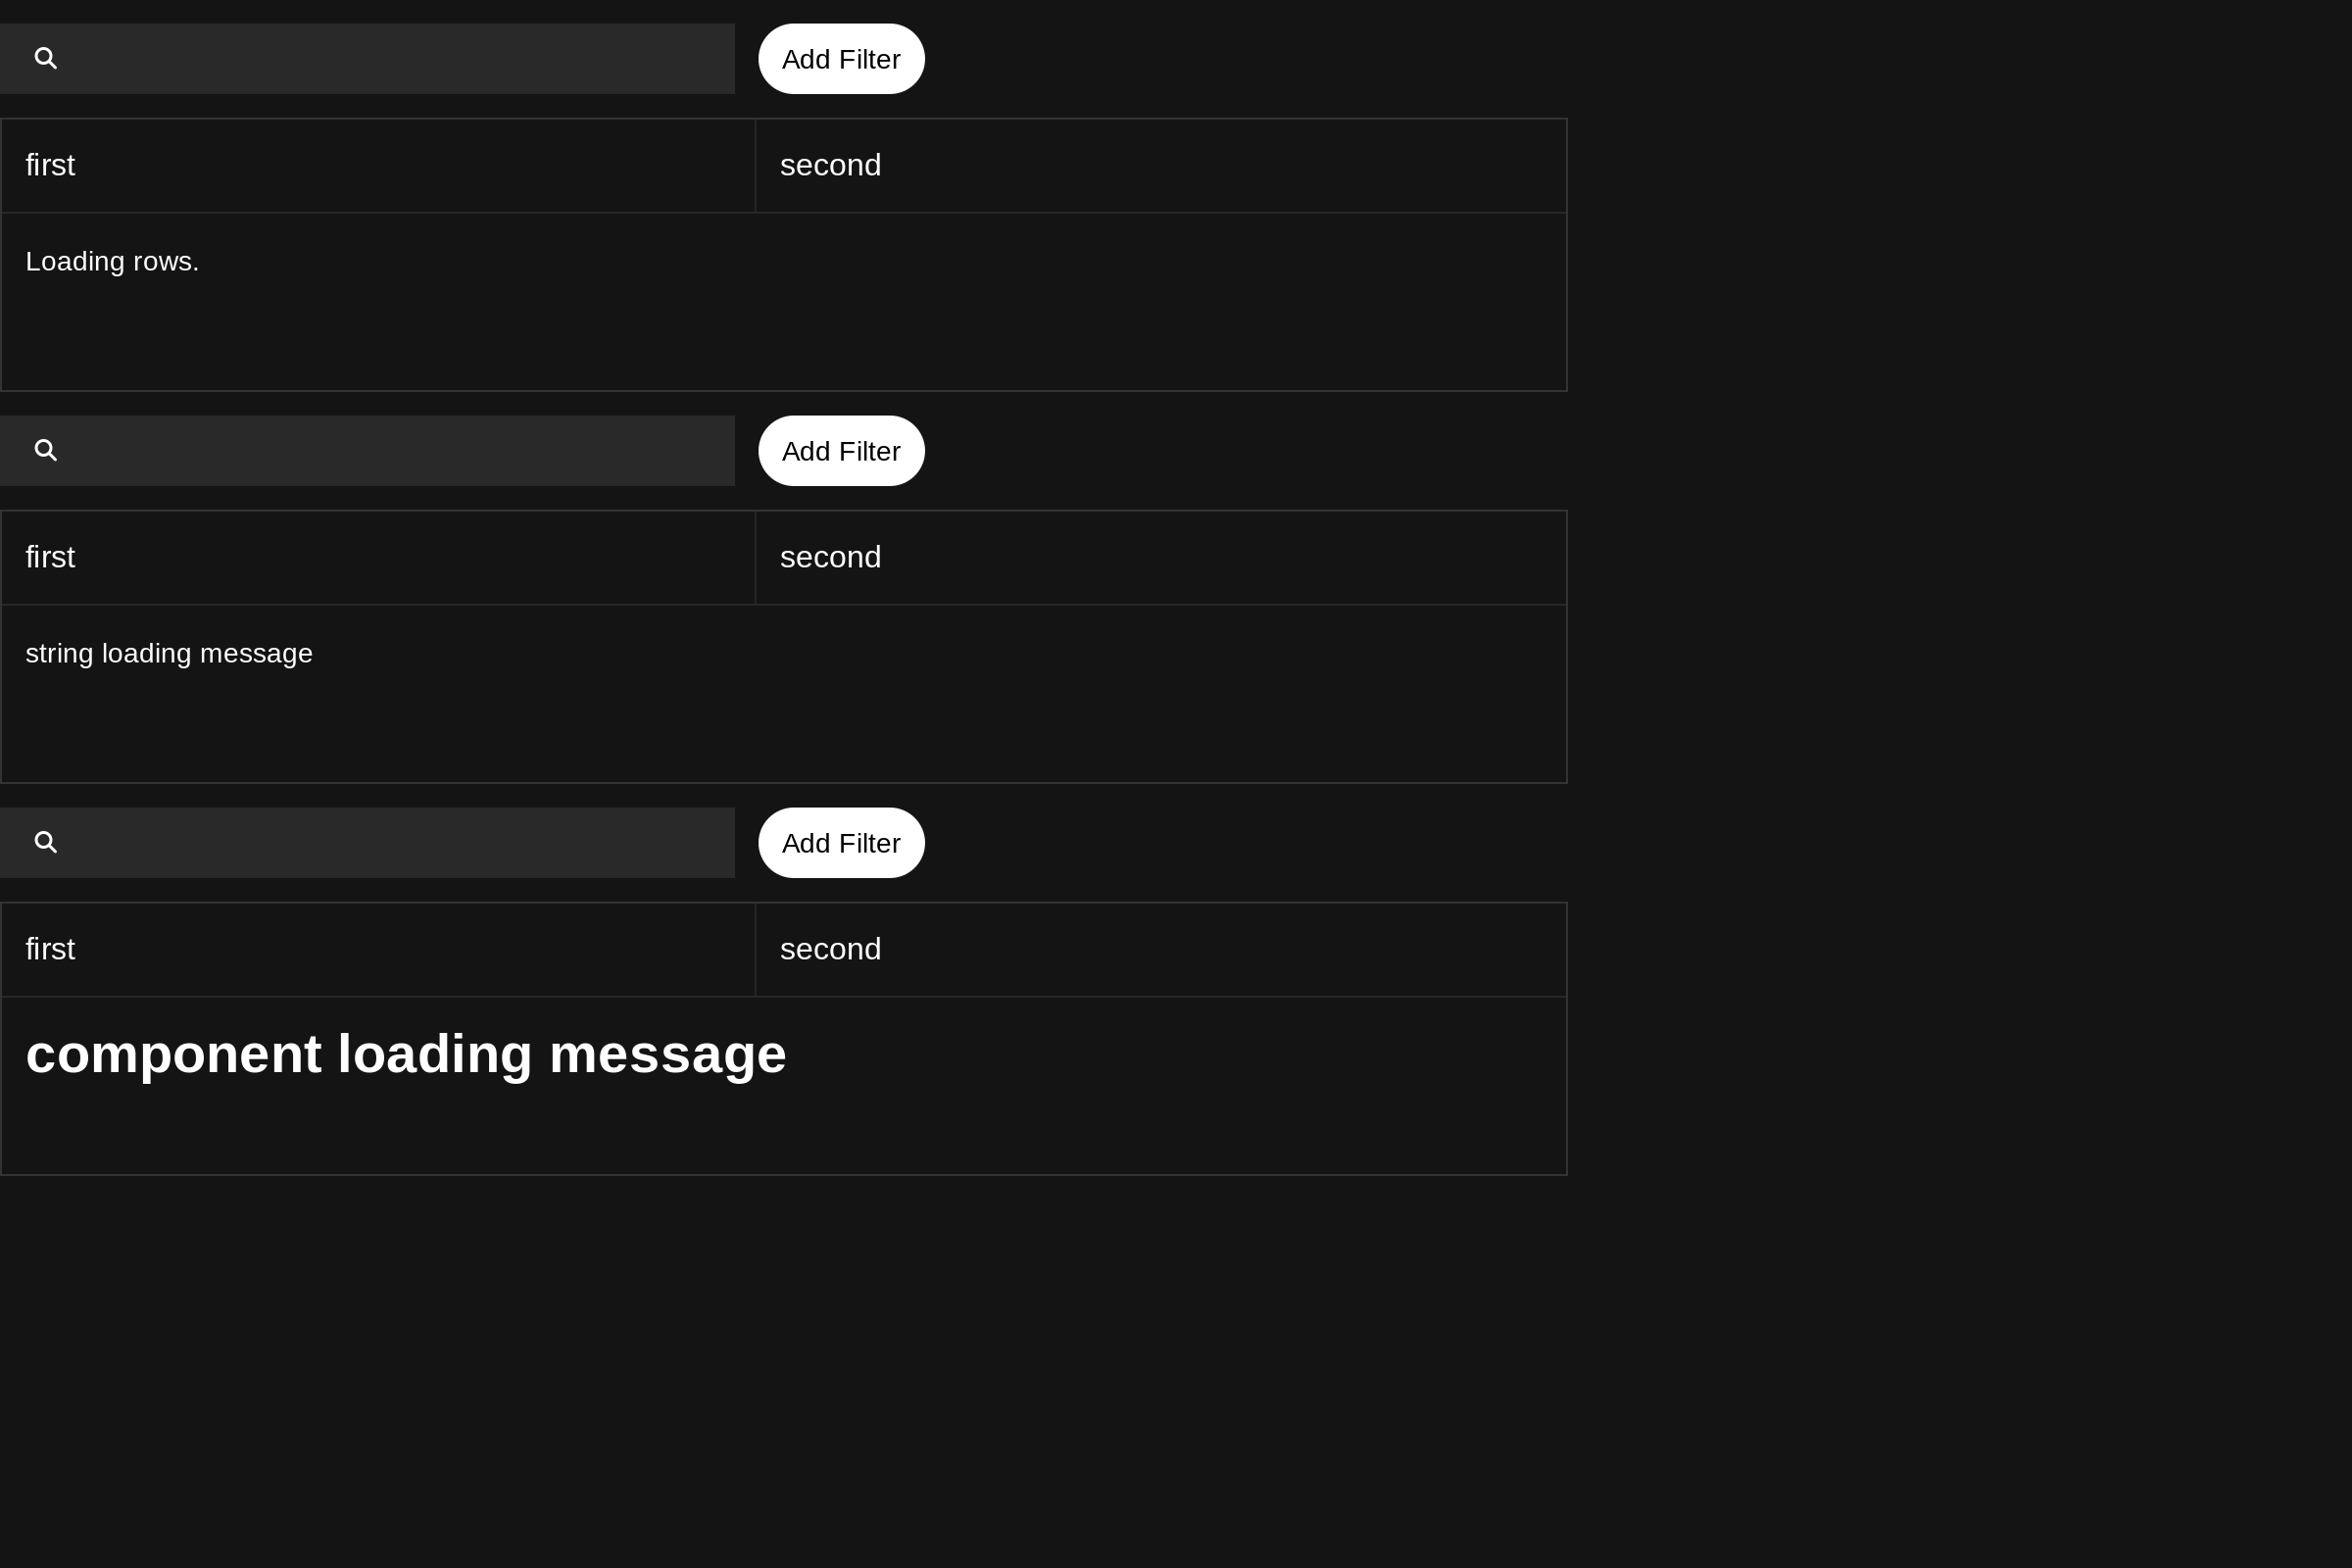 Add Filter
first second
Loading rows.
Add Filter
first second
string loading message
Add Filter
first second
component loading message